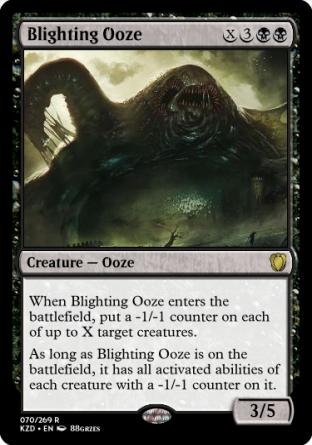 Blighting Ooze X 3
Creature — Ooze
When Blighting Ooze enters the
battlefield, put a -1/-1 counter on each
of up to X target creatures.
As long as Blighting Ooze is on the
battlefield, it has all activated abilities of
each creature with a -1/-1 counter on it.
070/269 R
KZD • EN 88GRZES
3/5